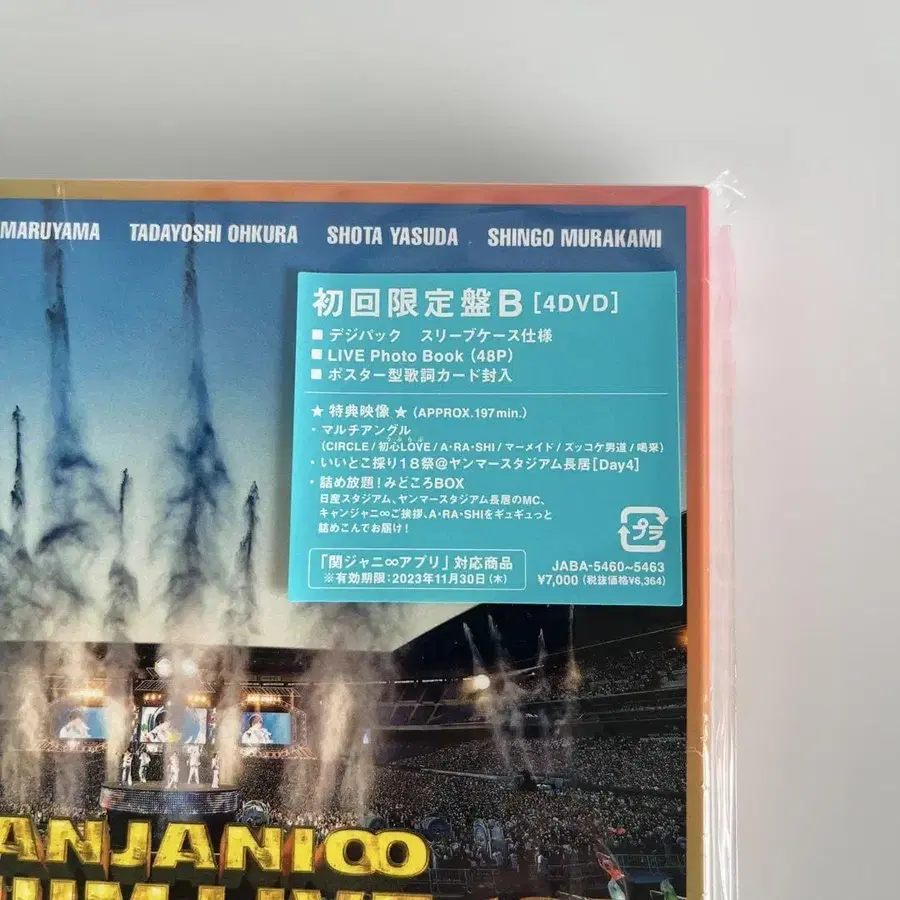 MARUYAMA TADAYOSHI OHKURA SHOTA YASUDA SHINGO MURAKAMI
初回限定盤B［4DVD］
■ デジパック　スリーブケース仕様
■ LIVE Photo Book（48P）
■ ポスター型歌詞カード封入
★ 特典映像 ★（APPROX.197min.）
・マルチアングル
（CIRCLE / 初心LOVE / A・RA・SHI / マーメイド / ズッコケ男道 / 喝采）
・いいとこ採り18祭@ヤンマースタジアム長居［Day4］
・詰め放題！みどころBOX
日産スタジアム、ヤンマースタジアム長居のMC、
キャンジャニ∞ご挨拶、A・RA・SHIをギュギュっと
詰めこんでお届け！
プラ
「関ジャニ∞アプリ」対応商品
※有効期限：2023年11月30日（木）
JABA-5460~5463
¥7,000（税抜価格¥6,364）
ANJANI∞